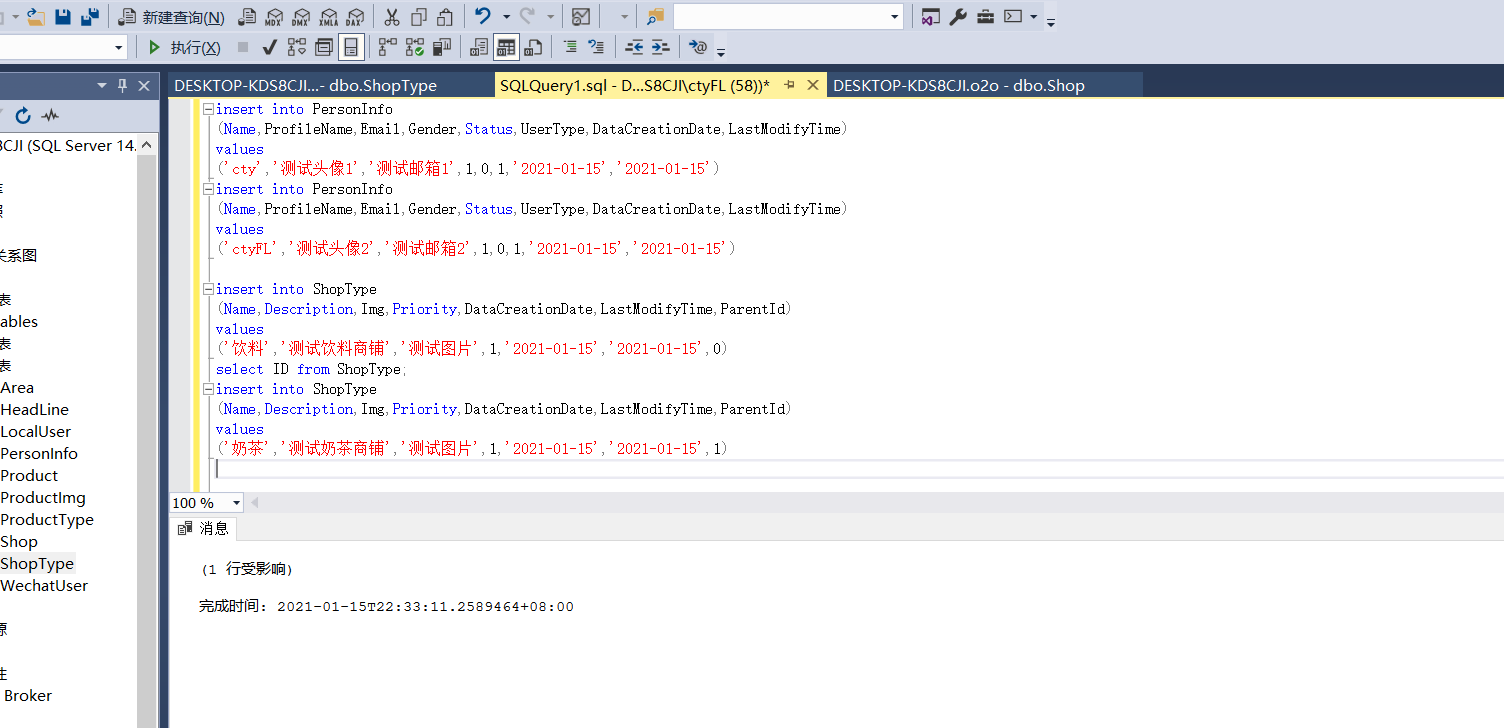 新建查询(N)
MDX DMX XMLA DAX
执行(X)
DESKTOP-KDS8CJI...- dbo.ShopType
SQLQuery1.sql - D...S8CJI\ctyFL (58))*
DESKTOP-KDS8CJI.o2o - dbo.Shop
8CJI (SQL Server 14.
关系图
表
ables
表
表
Area
HeadLine
LocalUser
PersonInfo
Product
ProductImg
ProductType
Shop
ShopType
WechatUser
源
性
Broker
insert into PersonInfo
(Name,ProfileName,Email,Gender,Status,UserType,DataCreationDate,LastModifyTime)
values
('cty','测试头像1','测试邮箱1',1,0,1,'2021-01-15','2021-01-15')
insert into PersonInfo
(Name,ProfileName,Email,Gender,Status,UserType,DataCreationDate,LastModifyTime)
values
('ctyFL','测试头像2','测试邮箱2',1,0,1,'2021-01-15','2021-01-15')
insert into ShopType
(Name,Description,Img,Priority,DataCreationDate,LastModifyTime,ParentId)
values
('饮料','测试饮料商铺','测试图片',1,'2021-01-15','2021-01-15',0)
select ID from ShopType;
insert into ShopType
(Name,Description,Img,Priority,DataCreationDate,LastModifyTime,ParentId)
values
('奶茶','测试奶茶商铺','测试图片',1,'2021-01-15','2021-01-15',1)
100 %
消息
(1 行受影响)
完成时间: 2021-01-15T22:33:11.2589464+08:00